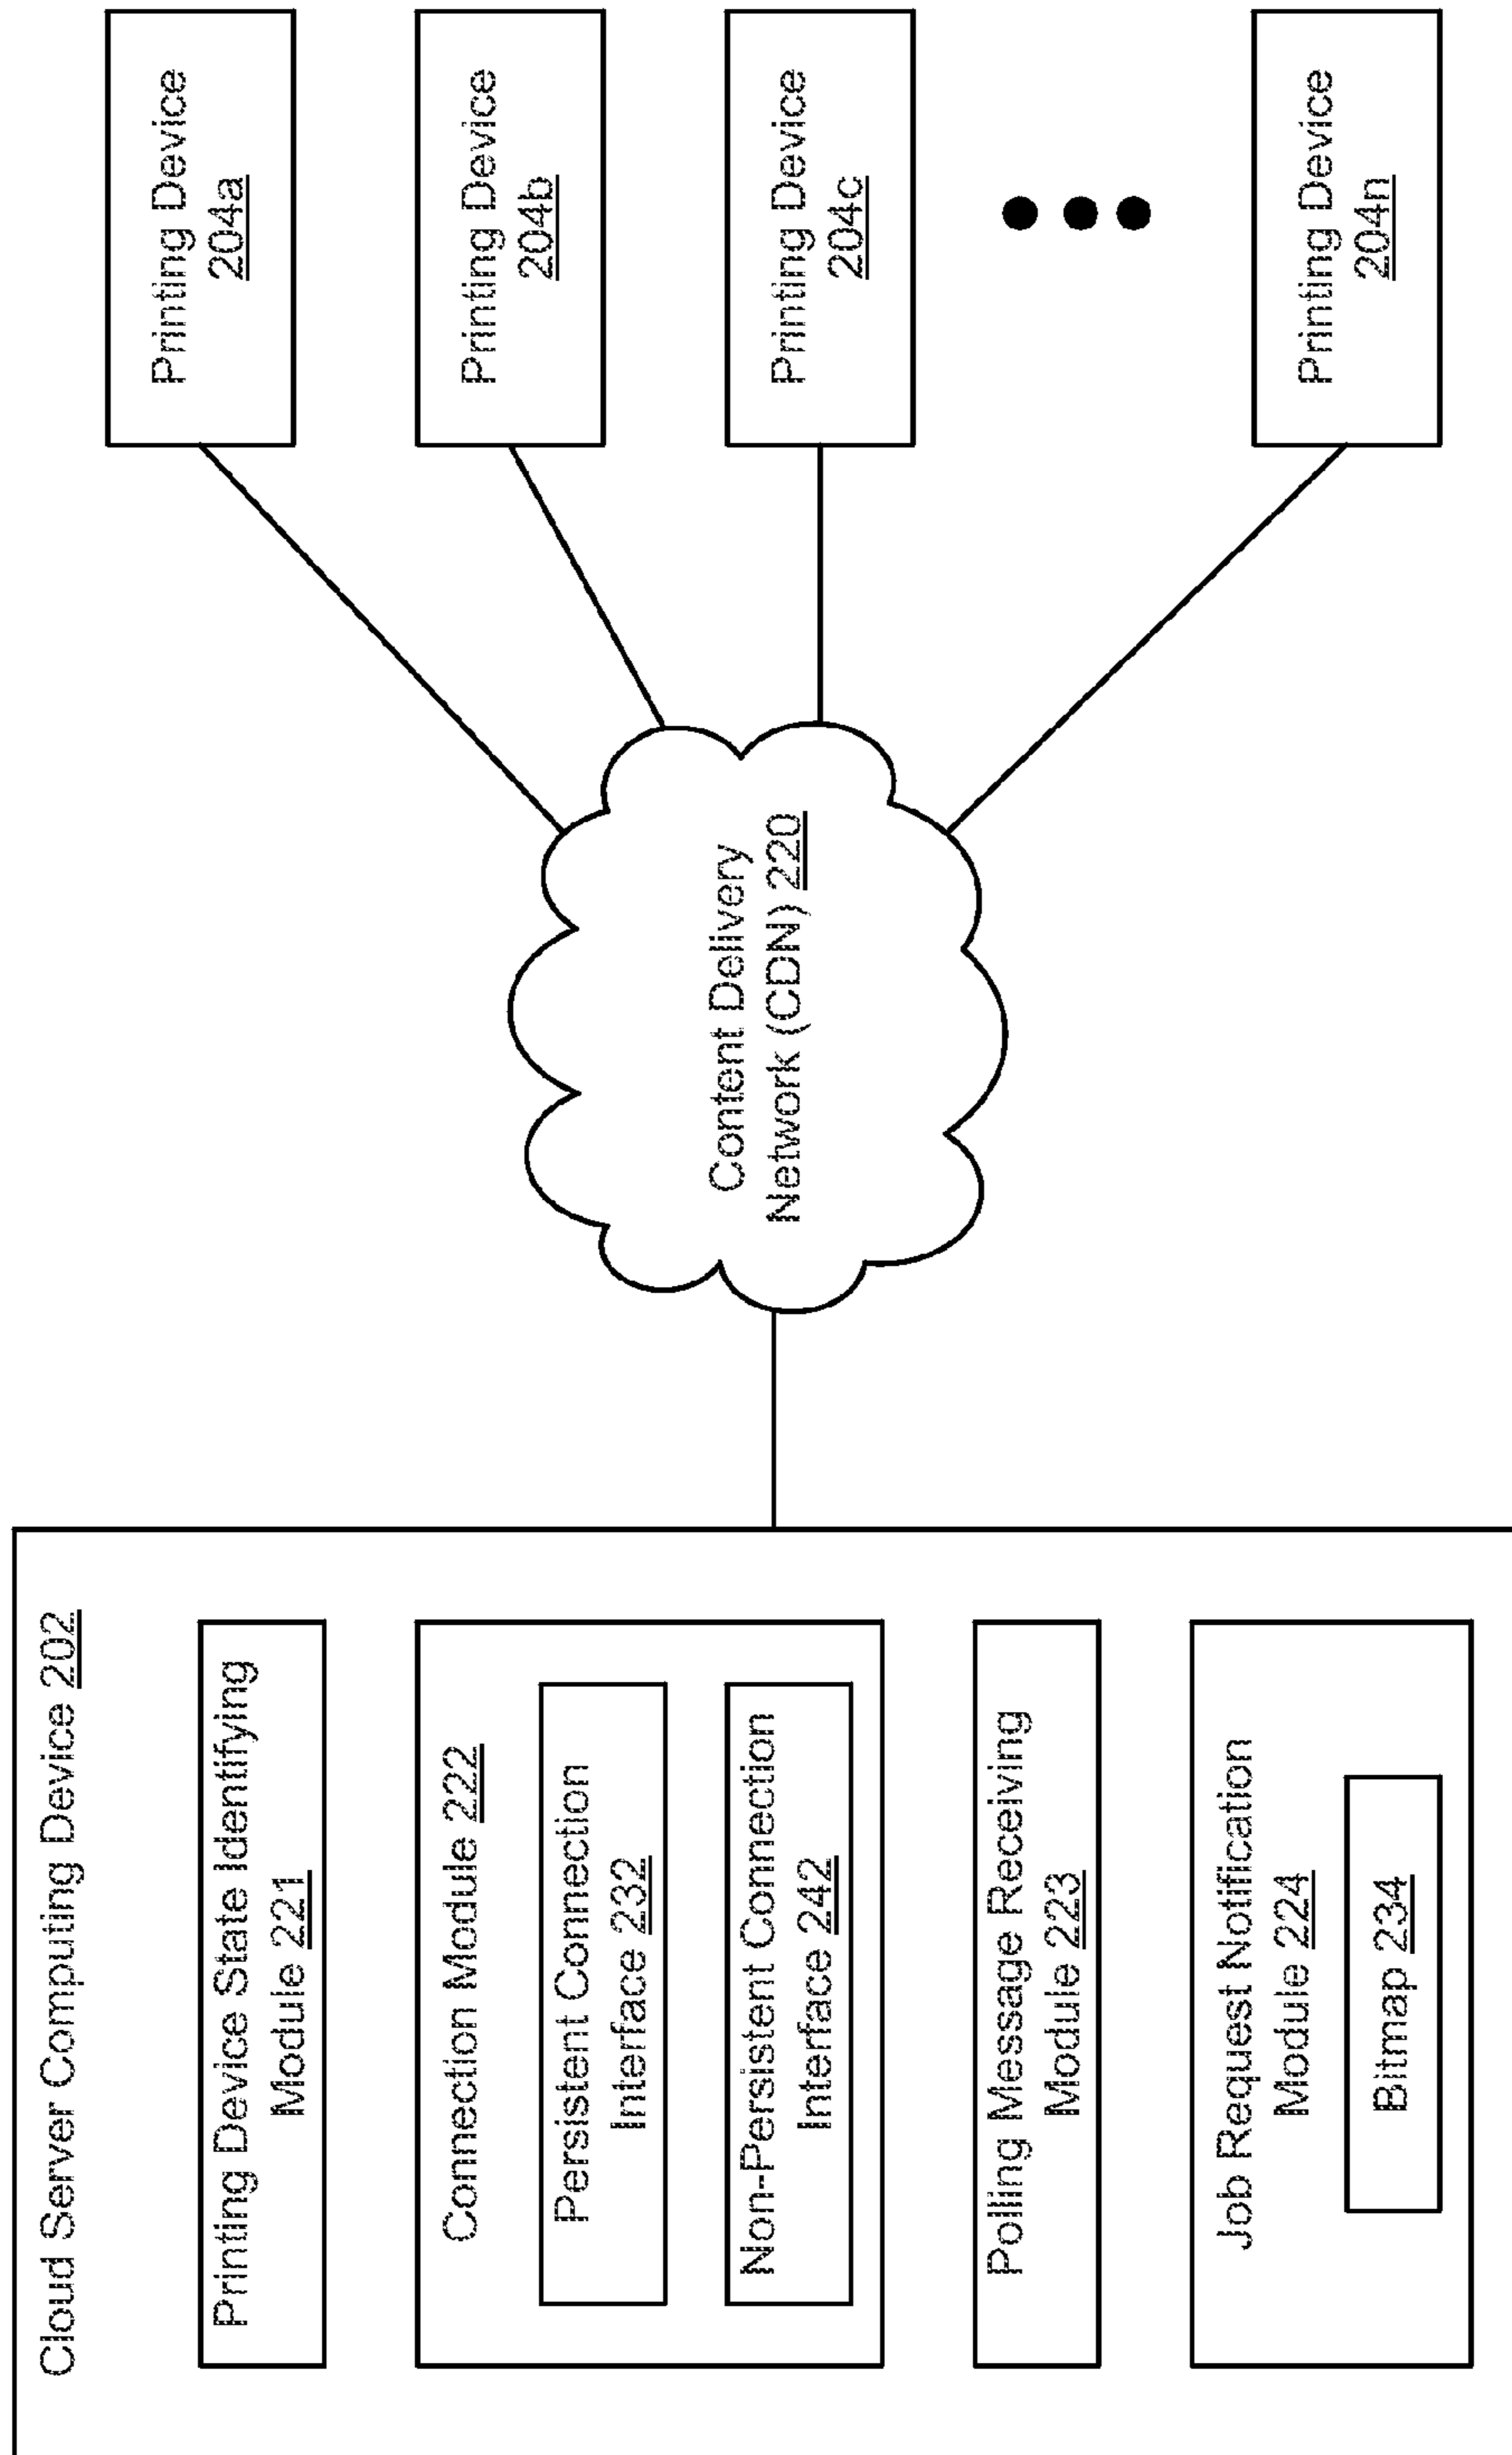 Cloud Server Computing Device 202
Printing Device State Identifying
Module 221
Connection Module 222
Persistent Connection
Interface 232
Non-Persistent Connection
Interface 242
Polling Message Receiving
Module 223
Job Request Notification
Module 224
Bitmap 234
Content Delivery
Network (CDN) 220
Printing Device
204a
Printing Device
204b
Printing Device
204c
Printing Device
204n